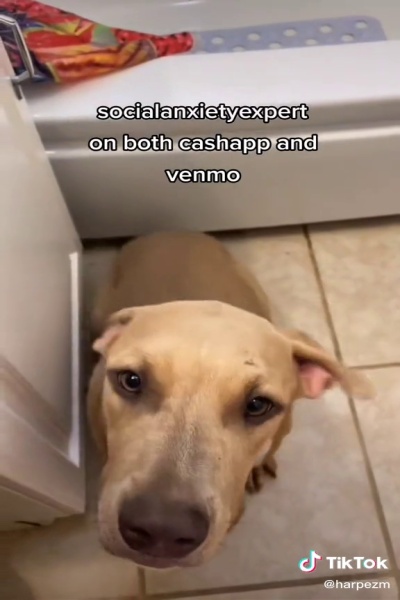 socialanxietyexpert
on both cashapp and
venmo
TikTok
@harpezm